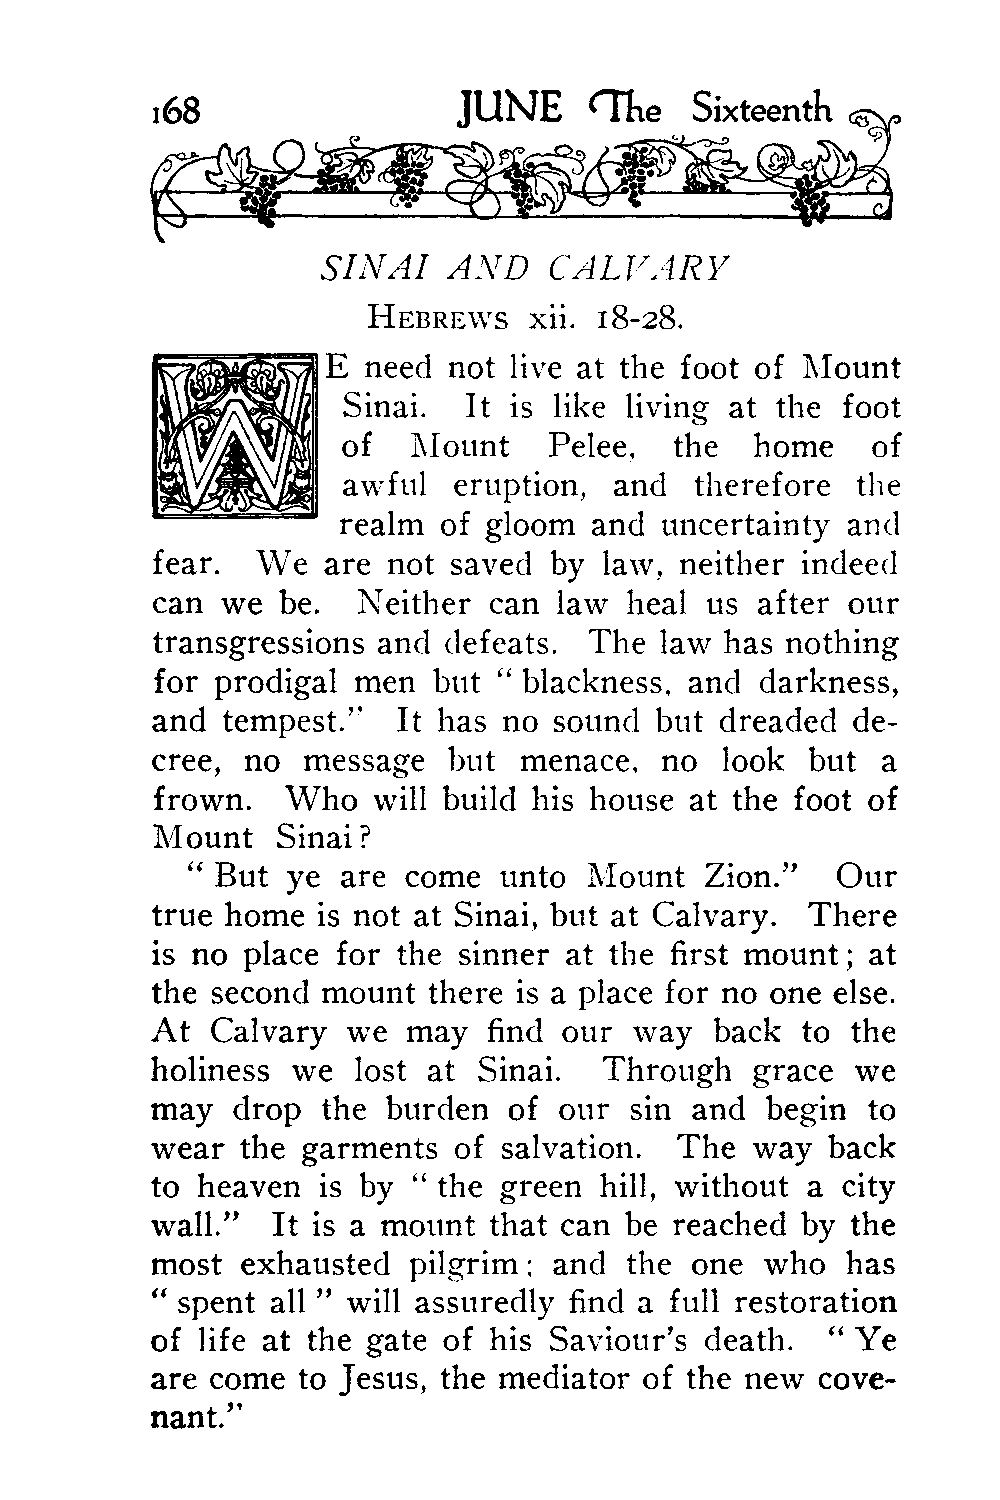 168 JUNE The Sixteenth
SINAI AND CALVARY
HEBREWS xii. 18-28.
WE need not live at the foot of Mount
Sinai. It is like living at the foot
of Mount Pelee, the home of
awful eruption, and therefore the
realm of gloom and uncertainty and
fear. We are not saved by law, neither indeed
can we be. Neither can law heal us after our
transgressions and defeats. The law has nothing
for prodigal men but “ blackness, and darkness,
and tempest.” It has no sound but dreaded de-
cree, no message but menace, no look but a
frown. Who will build his house at the foot of
Mount Sinai?
“ But ye are come unto Mount Zion.” Our
true home is not at Sinai, but at Calvary. There
is no place for the sinner at the first mount; at
the second mount there is a place for no one else.
At Calvary we may find our way back to the
holiness we lost at Sinai. Through grace we
may drop the burden of our sin and begin to
wear the garments of salvation. The way back
to heaven is by “ the green hill, without a city
wall.” It is a mount that can be reached by the
most exhausted pilgrim; and the one who has
“ spent all ” will assuredly find a full restoration
of life at the gate of his Saviour's death. “ Ye
are come to Jesus, the mediator of the new cove-
nant.”